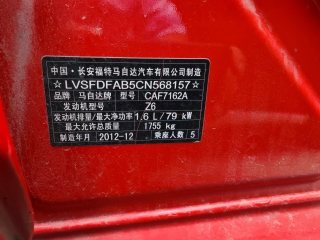 中国·长安福特马自达汽车有限公司制造
☆LVSFDFAB5CN568157☆
品牌 马自达牌 型号 CAF7162A
发动机型号 Z6
发动机排量/最大净功率 1.6 L/79 kW
最大允许总质量 1755 kg
制造年月 2012-12 乘座人数 5